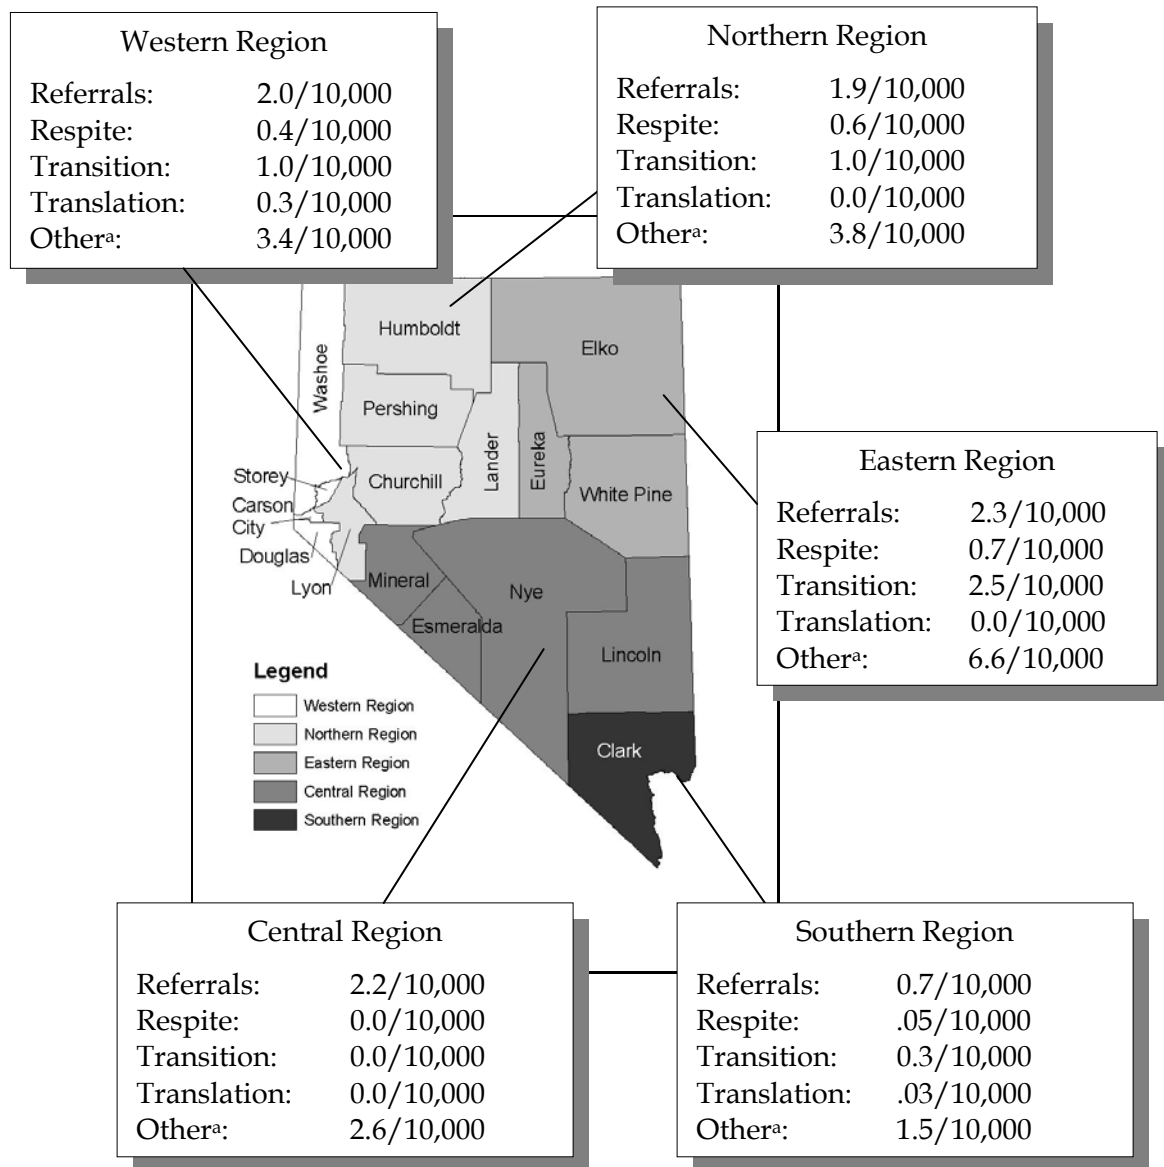 Western Region
Referrals: 2.0/10,000
Respite: 0.4/10,000
Transition: 1.0/10,000
Translation: 0.3/10,000
Otherᵃ: 3.4/10,000
Northern Region
Referrals: 1.9/10,000
Respite: 0.6/10,000
Transition: 1.0/10,000
Translation: 0.0/10,000
Otherᵃ: 3.8/10,000
Humboldt
Elko
Washoe
Pershing
Lander
Eureka
Churchill
White Pine
Storey
Carson
City
Douglas
Lyon
Mineral
Nye
Esmeralda
Lincoln
Clark
Eastern Region
Referrals: 2.3/10,000
Respite: 0.7/10,000
Transition: 2.5/10,000
Translation: 0.0/10,000
Otherᵃ: 6.6/10,000
Legend
Western Region
Northern Region
Eastern Region
Central Region
Southern Region
Central Region
Referrals: 2.2/10,000
Respite: 0.0/10,000
Transition: 0.0/10,000
Translation: 0.0/10,000
Otherᵃ: 2.6/10,000
Southern Region
Referrals: 0.7/10,000
Respite: .05/10,000
Transition: 0.3/10,000
Translation: .03/10,000
Otherᵃ: 1.5/10,000